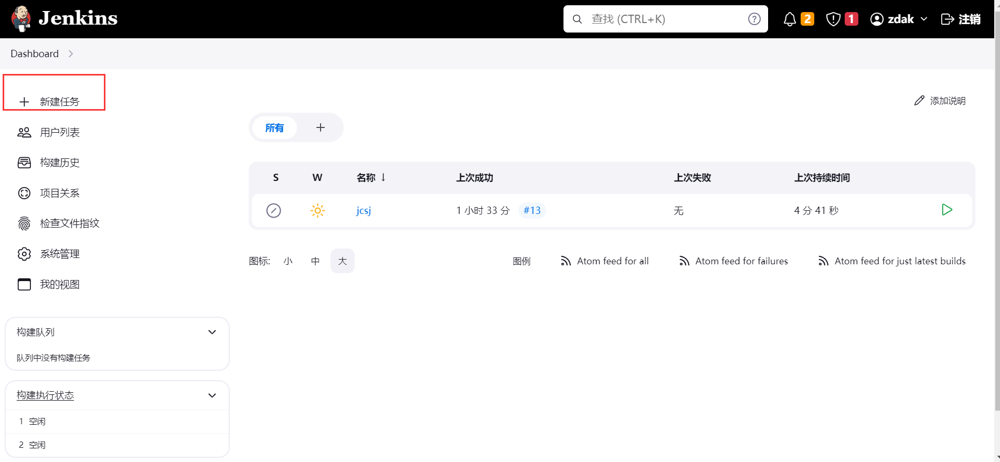 Jenkins
查找 (CTRL+K)
2
1
zdak
注销
Dashboard
新建任务
添加说明
用户列表
所有
构建历史
项目关系
检查文件指纹
系统管理
我的视图
S W 名称 ↓ 上次成功 上次失败 上次持续时间
jcsj 1 小时 33 分 #13 无 4 分 41 秒
图标: 小 中 大 图例 Atom feed for all Atom feed for failures Atom feed for just latest builds
构建队列
队列中没有构建任务
构建执行状态
1 空闲
2 空闲